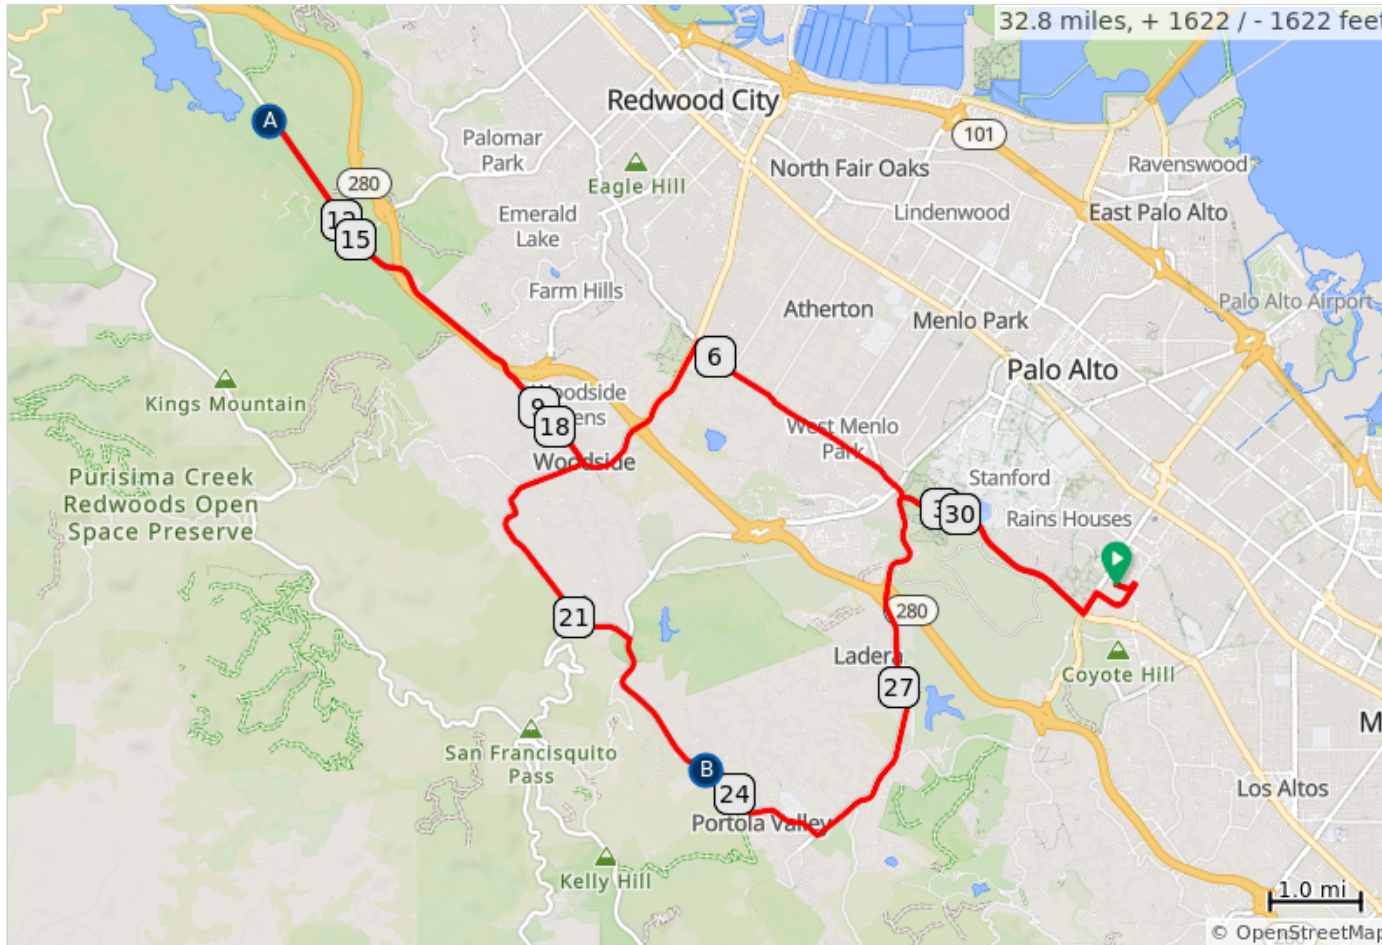 32.8 miles, + 1622 / - 1622 feet
Redwood City
101
A
Palomar
Park
North Fair Oaks
Ravenswood
280
Eagle Hill
Emerald
Lake
Lindenwood
East Palo Alto
15
Farm Hills
Atherton
Menlo Park
Palo Alto Airport
6
Palo Alto
Kings Mountain
9
18
West Menlo
Park
Woodside
Purisima Creek
Redwoods Open
Space Preserve
Stanford
30
Rains Houses
21
280
Ladera
Coyote Hill
27
San Francisquito
Pass
B
24
Portola Valley
Los Altos
Kelly Hill
1.0 mi
© OpenStreetMap